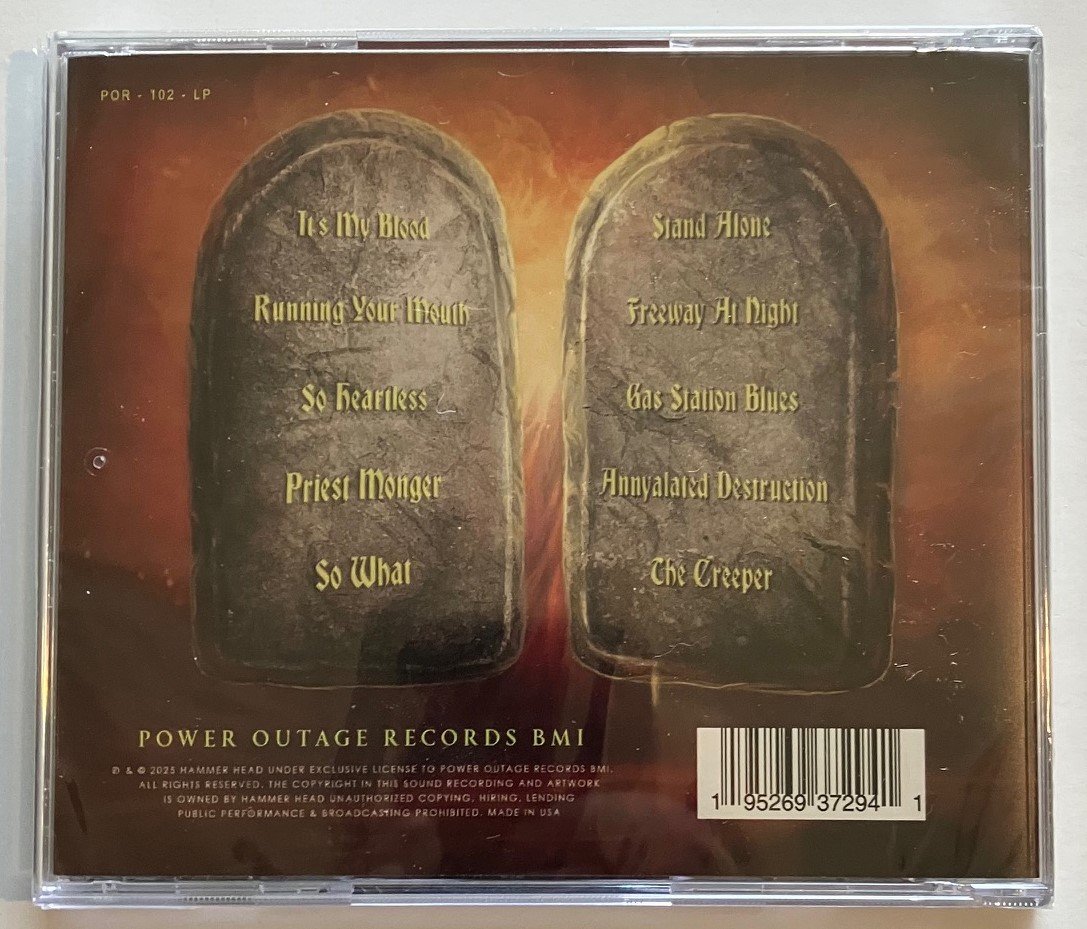 POR - 102 - LP
It's My Blood
Running Your Mouth
So Heartless
Priest Monger
So What
Stand Alone
Freeway At Night
Gas Station Blues
Annyalated Destruction
The Creeper
POWER OUTAGE RECORDS BMI
℗ & © 2025 HAMMER HEAD UNDER EXCLUSIVE LICENSE TO POWER OUTAGE RECORDS BMI.
ALL RIGHTS RESERVED. THE COPYRIGHT IN THIS SOUND RECORDING AND ARTWORK
IS OWNED BY HAMMER HEAD UNAUTHORIZED COPYING, HIRING, LENDING
PUBLIC PERFORMANCE & BROADCASTING PROHIBITED. MADE IN USA
1 95269 37294 1